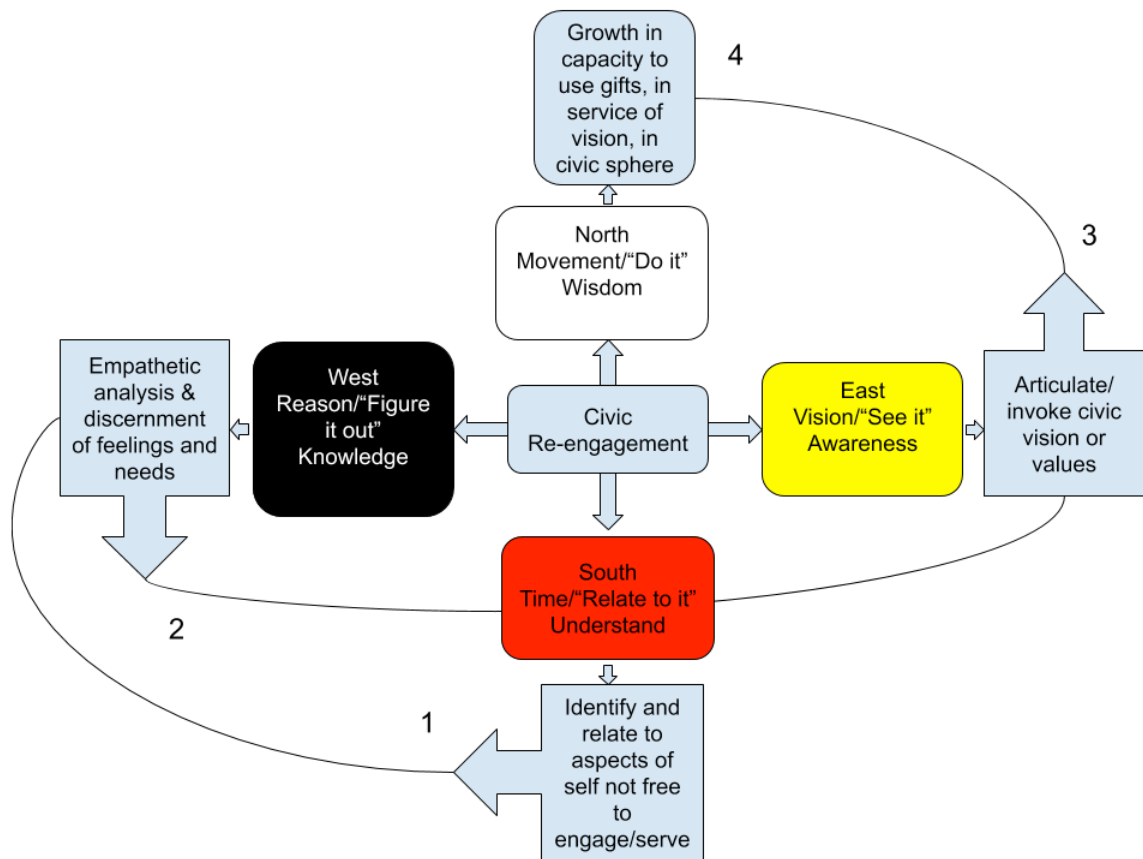 Growth in
capacity to
use gifts, in
service of
vision, in
civic sphere
4
North
Movement/“Do it”
Wisdom
3
Empathetic
analysis &
discernment
of feelings and
needs
West
Reason/“Figure
it out”
Knowledge
Civic
Re-engagement
East
Vision/“See it”
Awareness
Articulate/
invoke civic
vision or
values
South
Time/“Relate to it”
Understand
2
1
Identify and
relate to
aspects of
self not free
to
engage/serve